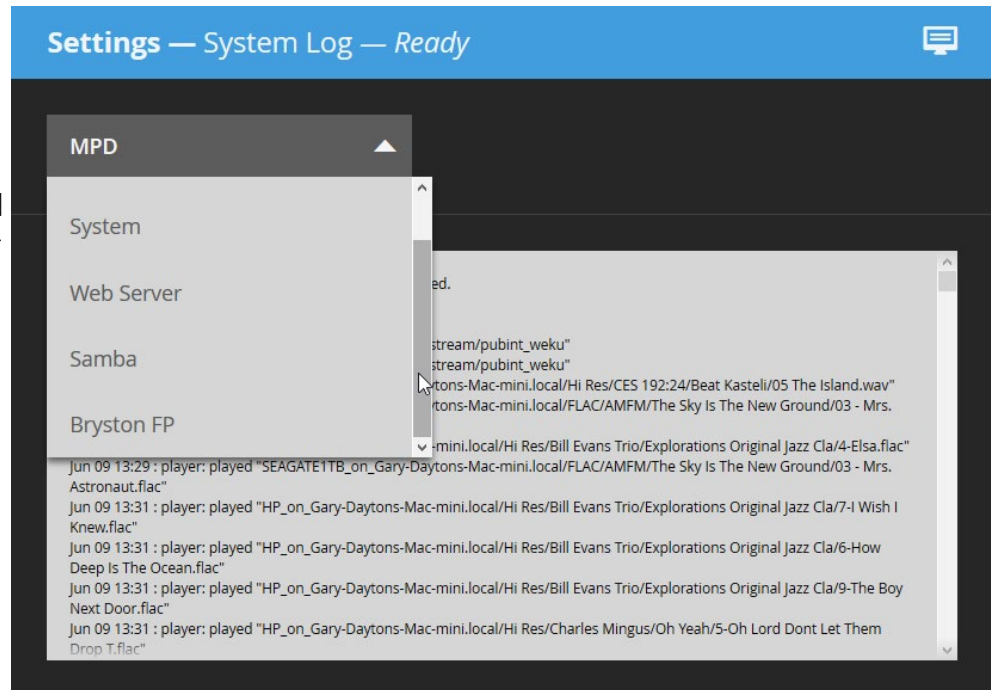 Settings — System Log — Ready
MPD
System
Web Server
Samba
Bryston FP
ed.
stream/pubint_weku"
stream/pubint_weku"
ytons-Mac-mini.local/Hi Res/CES 192:24/Beat Kasteli/05 The Island.wav"
ytons-Mac-mini.local/FLAC/AMFM/The Sky Is The New Ground/03 - Mrs.
-mini.local/Hi Res/Bill Evans Trio/Explorations Original Jazz Cla/4-Elsa.flac"
Jun 09 13:29 : player: played "SEAGATE1TB_on_Gary-Daytons-Mac-mini.local/FLAC/AMFM/The Sky Is The New Ground/03 - Mrs.
Astronaut.flac"
Jun 09 13:31 : player: played "HP_on_Gary-Daytons-Mac-mini.local/Hi Res/Bill Evans Trio/Explorations Original Jazz Cla/7-I Wish I
Knew.flac"
Jun 09 13:31 : player: played "HP_on_Gary-Daytons-Mac-mini.local/Hi Res/Bill Evans Trio/Explorations Original Jazz Cla/6-How
Deep Is The Ocean.flac"
Jun 09 13:31 : player: played "HP_on_Gary-Daytons-Mac-mini.local/Hi Res/Bill Evans Trio/Explorations Original Jazz Cla/9-The Boy
Next Door.flac"
Jun 09 13:31 : player: played "HP_on_Gary-Daytons-Mac-mini.local/Hi Res/Charles Mingus/Oh Yeah/5-Oh Lord Dont Let Them
Drop T.flac"